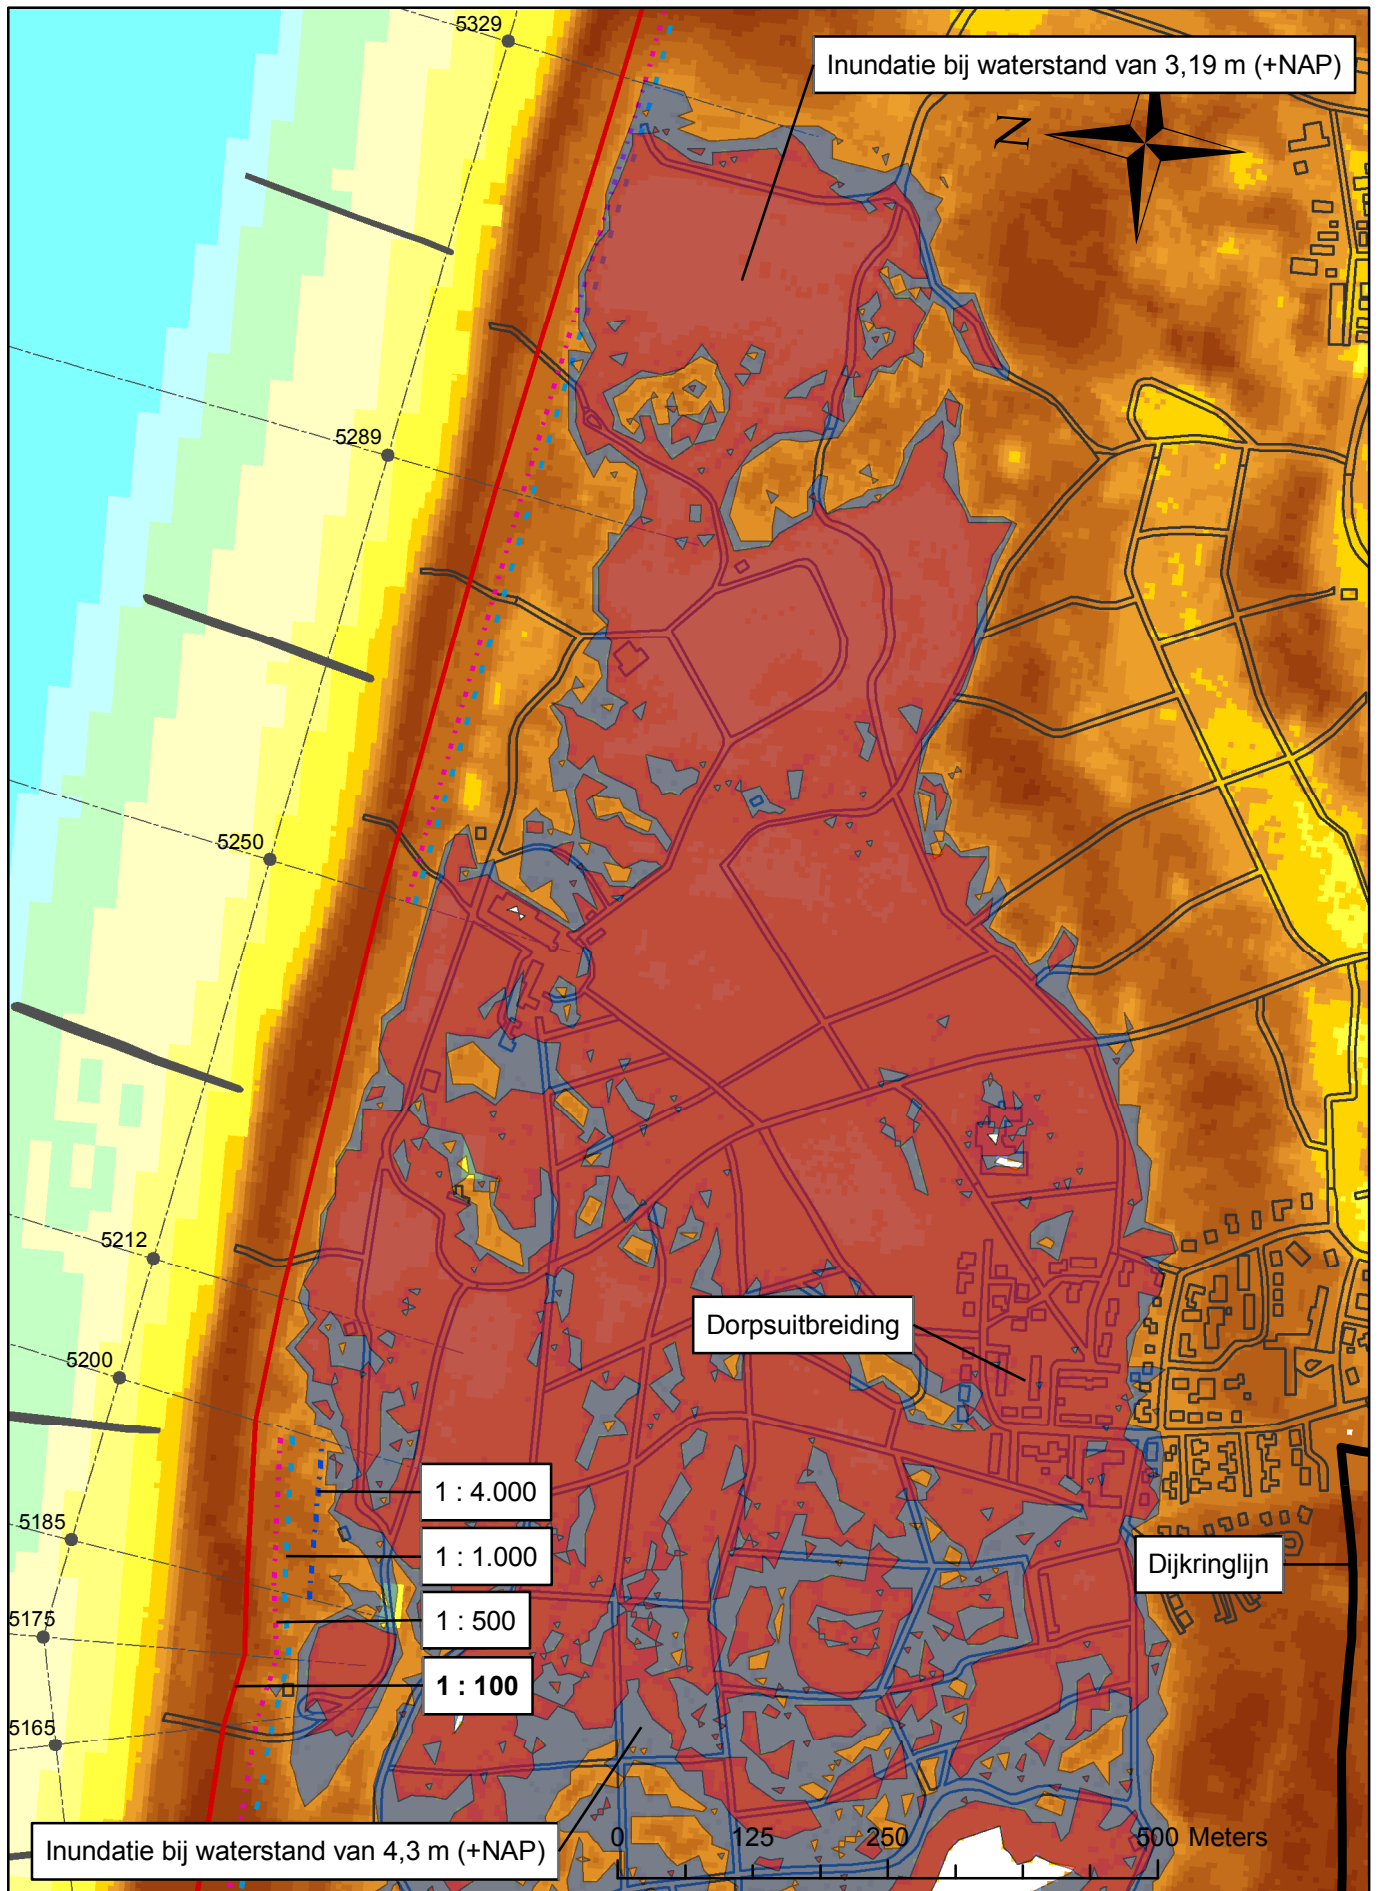 5329
Inundatie bij waterstand van 3,19 m (+NAP)
N
5289
5250
5212
Dorpsuitbreiding
5200
1 : 4.000
5185
1 : 1.000
Dijkringlijn
1 : 500
5175
1 : 100
5165
Inundatie bij waterstand van 4,3 m (+NAP)
0 125 250 500 Meters